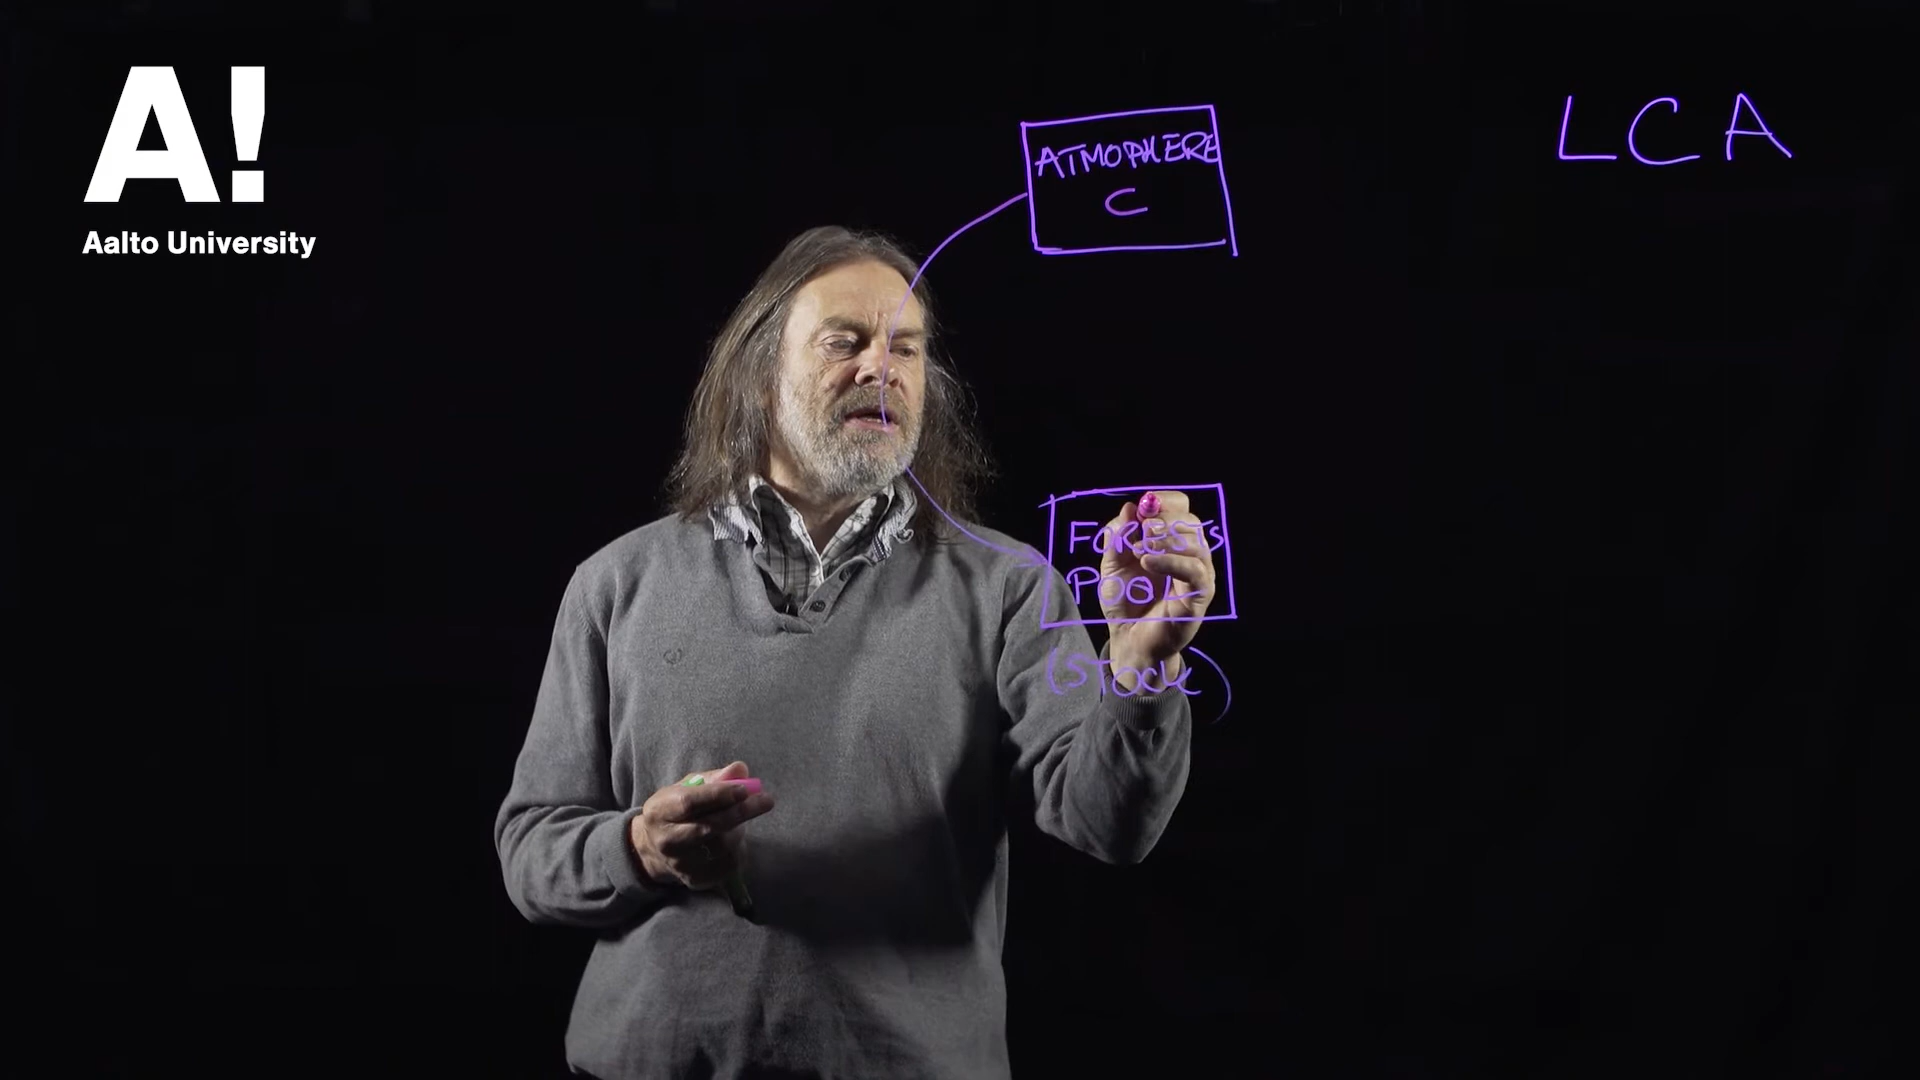 A!
Aalto University
LCA
ATMOPHERE
C
FORESTS
POOL
(STOCK)